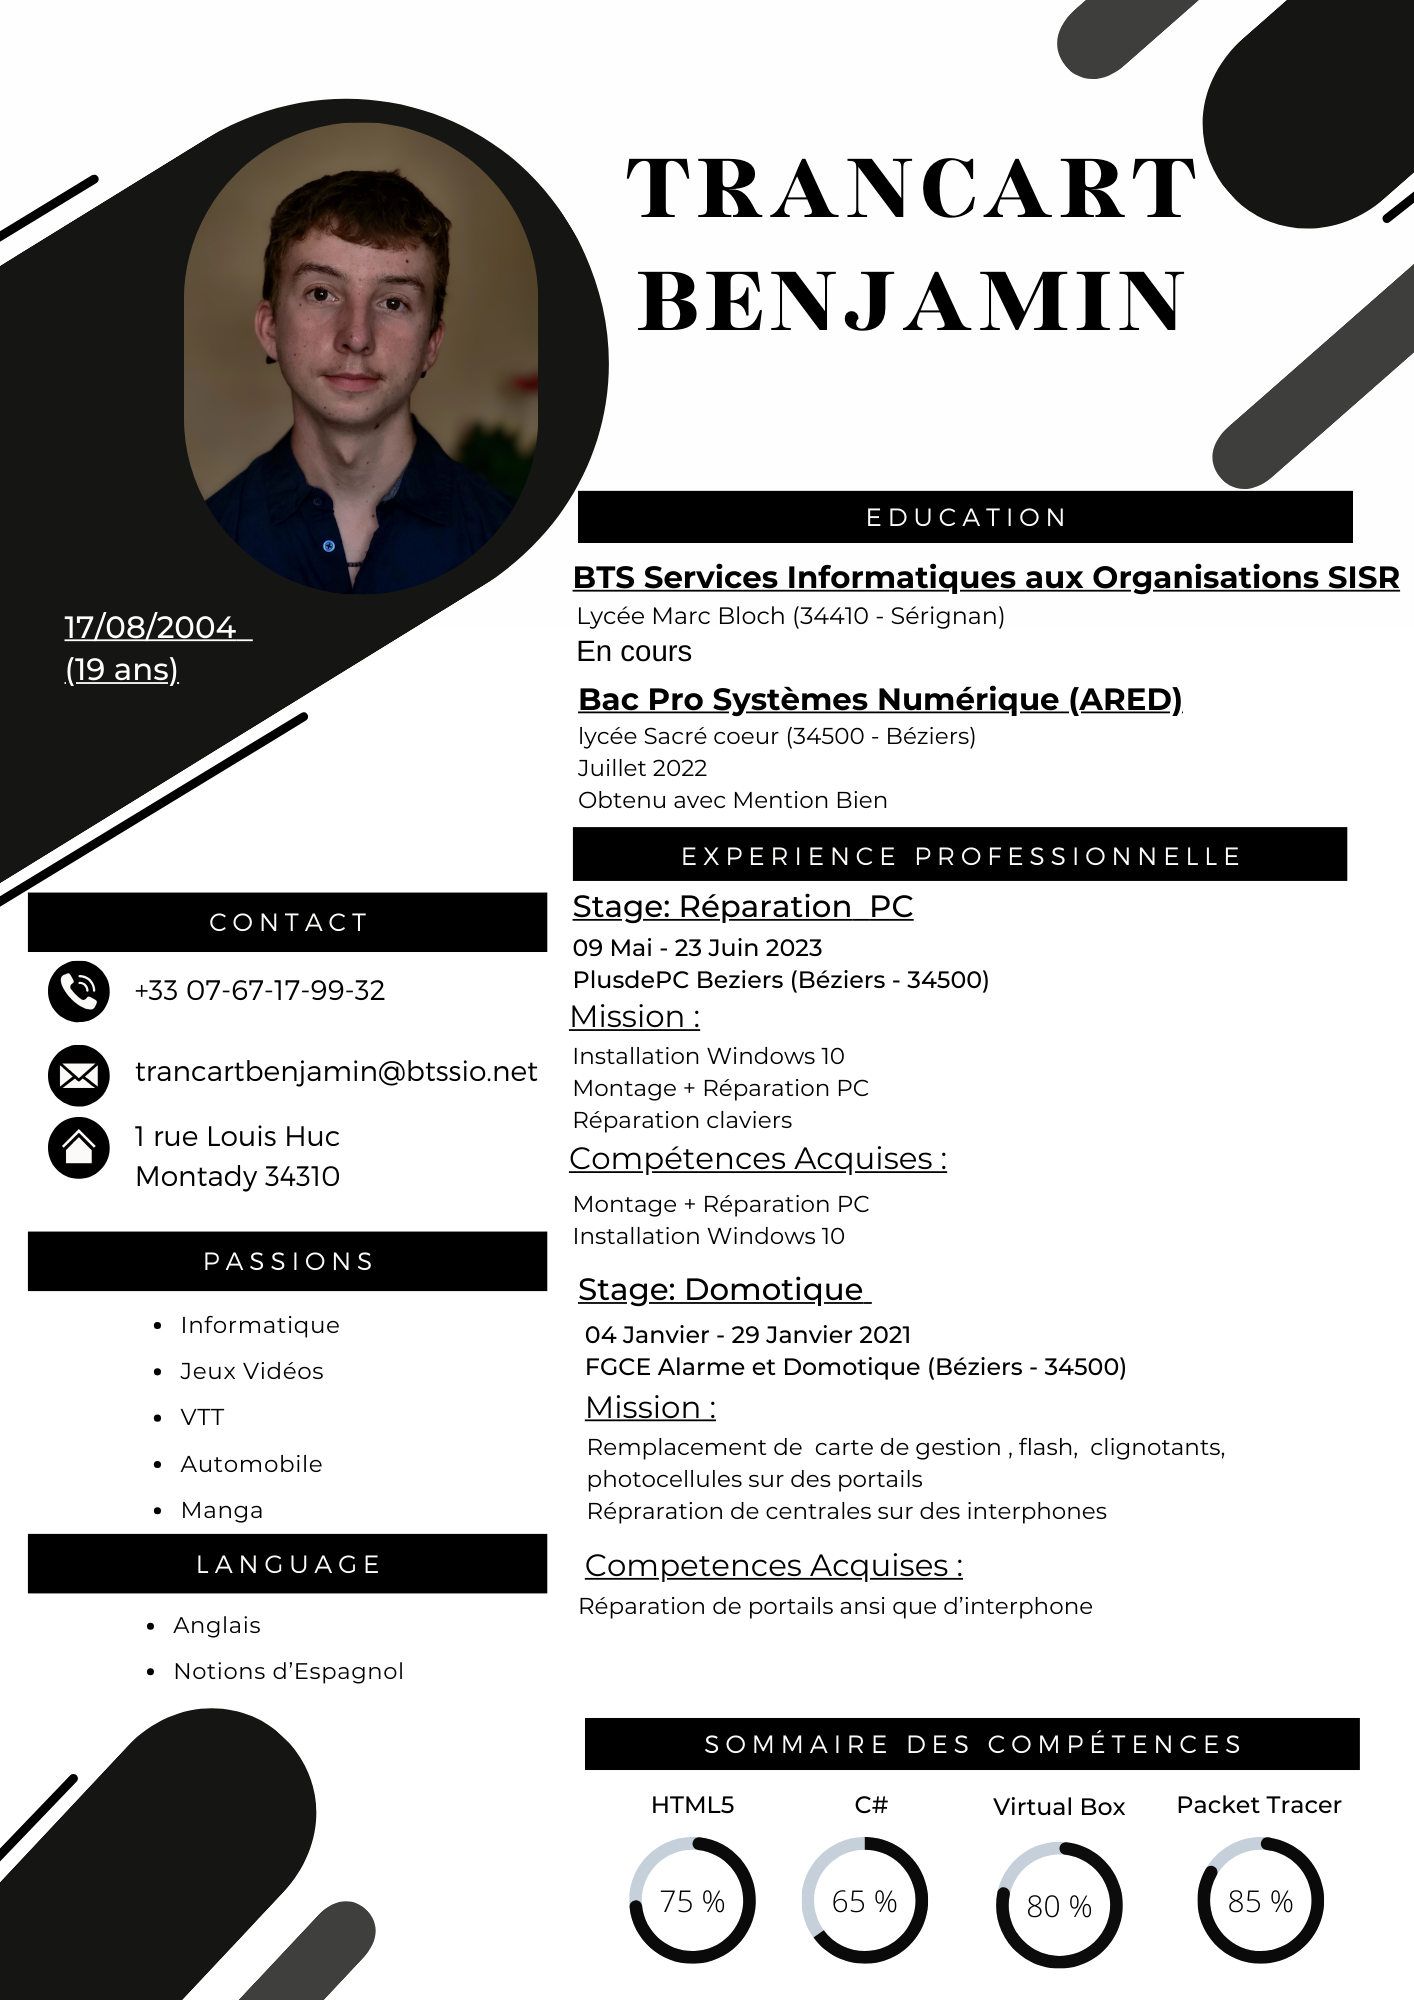 TRANCART
BENJAMIN
17/08/2004
(19 ans)
CONTACT
+33 07-67-17-99-32
trancartbenjamin@btssio.net
1 rue Louis Huc
Montady 34310
PASSIONS
• Informatique
• Jeux Vidéos
• VTT
• Automobile
• Manga
LANGUAGE
• Anglais
• Notions d’Espagnol
EDUCATION
BTS Services Informatiques aux Organisations SISR
Lycée Marc Bloch (34410 - Sérignan)
En cours
Bac Pro Systèmes Numérique (ARED)
lycée Sacré coeur (34500 - Béziers)
Juillet 2022
Obtenu avec Mention Bien
EXPERIENCE PROFESSIONNELLE
Stage: Réparation  PC
09 Mai - 23 Juin 2023
PlusdePC Beziers (Béziers - 34500)
Mission :
Installation Windows 10
Montage + Réparation PC
Réparation claviers
Compétences Acquises :
Montage + Réparation PC
Installation Windows 10
Stage: Domotique
04 Janvier - 29 Janvier 2021
FGCE Alarme et Domotique (Béziers - 34500)
Mission :
Remplacement de  carte de gestion , flash,  clignotants,
photocellules sur des portails
Répraration de centrales sur des interphones
Competences Acquises :
Réparation de portails ansi que d’interphone
SOMMAIRE DES COMPÉTENCES
HTML5 C# Virtual Box Packet Tracer
75 % 65 % 80 % 85 %